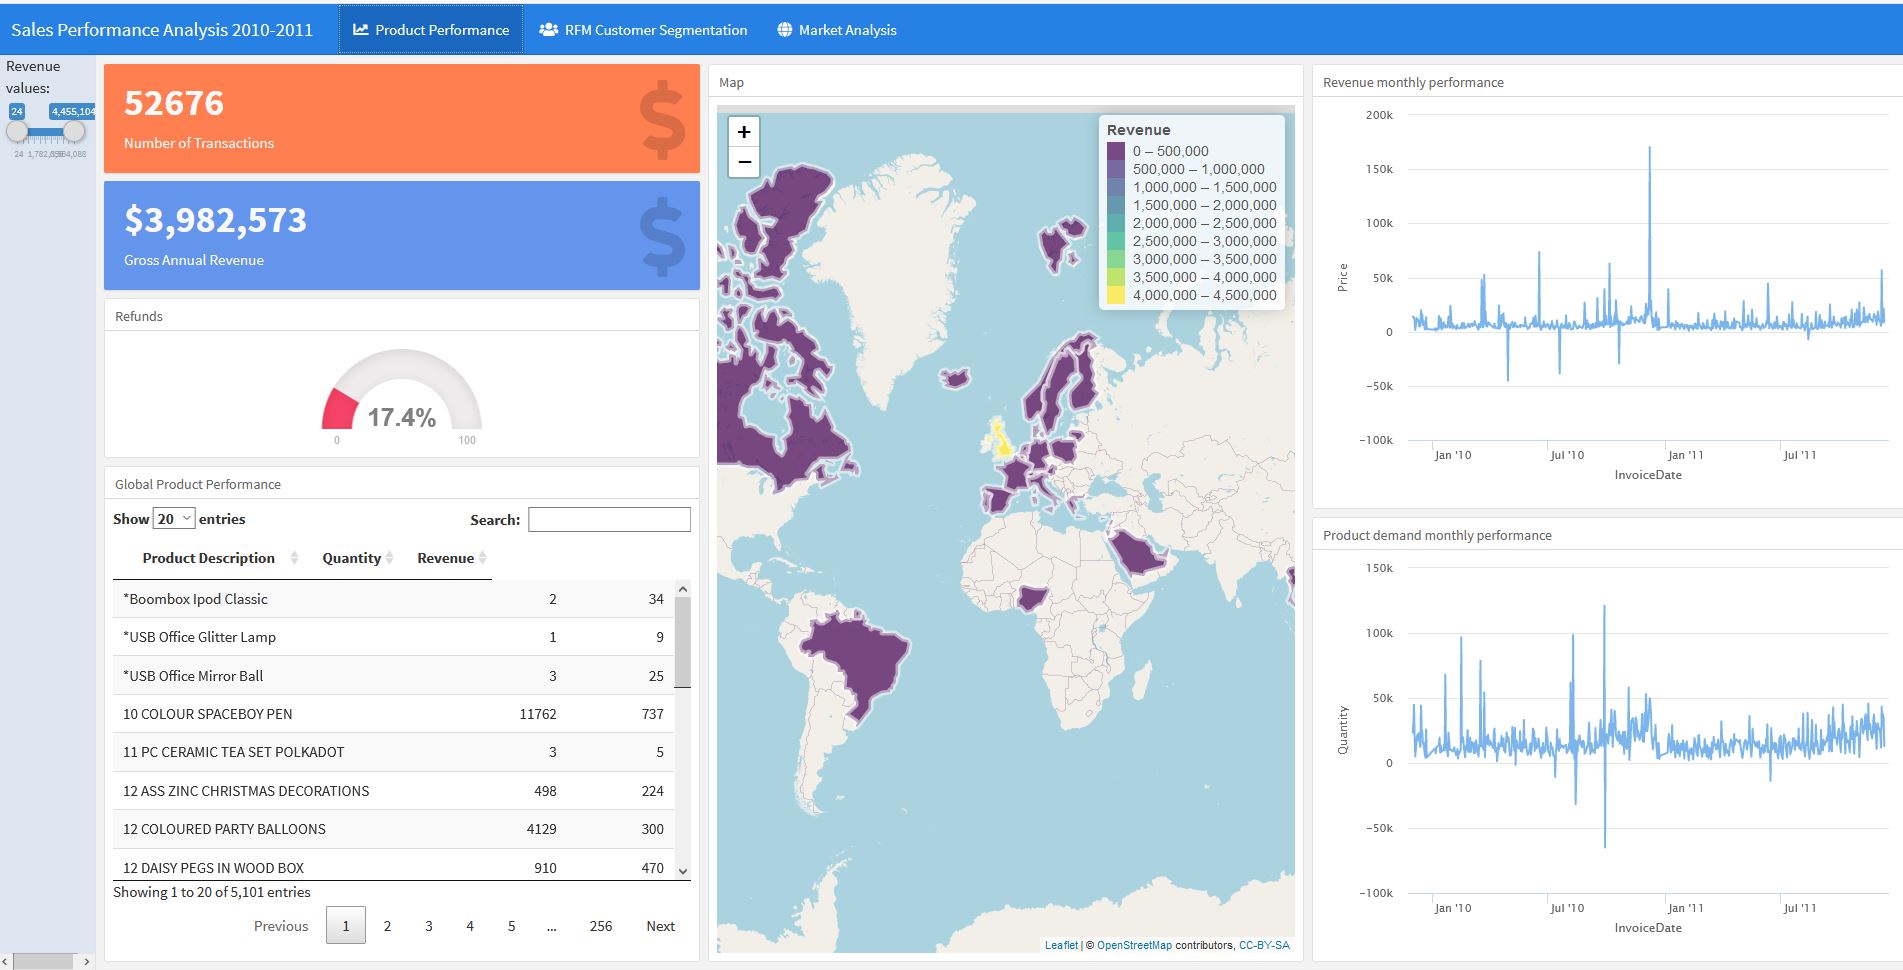 Sales Performance Analysis 2010-2011
Product Performance
RFM Customer Segmentation
Market Analysis
Revenue
values:
24
4,455,104
24
52676
Number of Transactions
$3,982,573
Gross Annual Revenue
Refunds
17.4%
0
100
Global Product Performance
Show 20 entries
Search:
Product Description Quantity Revenue
*Boombox Ipod Classic 2 34
*USB Office Glitter Lamp 1 9
*USB Office Mirror Ball 3 25
10 COLOUR SPACEBOY PEN 11762 737
11 PC CERAMIC TEA SET POLKADOT 3 5
12 ASS ZINC CHRISTMAS DECORATIONS 498 224
12 COLOURED PARTY BALLOONS 4129 300
12 DAISY PEGS IN WOOD BOX 910 470
Showing 1 to 20 of 5,101 entries
Previous 1 2 3 4 5 ... 256 Next
Map
+
−
Revenue
0 – 500,000
500,000 – 1,000,000
1,000,000 – 1,500,000
1,500,000 – 2,000,000
2,000,000 – 2,500,000
2,500,000 – 3,000,000
3,000,000 – 3,500,000
3,500,000 – 4,000,000
4,000,000 – 4,500,000
Leaflet | © OpenStreetMap contributors, CC-BY-SA
Revenue monthly performance
200k
150k
100k
50k
0
−50k
−100k
Price
Jan '10 Jul '10 Jan '11 Jul '11
InvoiceDate
Product demand monthly performance
150k
100k
50k
0
−50k
−100k
Quantity
Jan '10 Jul '10 Jan '11 Jul '11
InvoiceDate